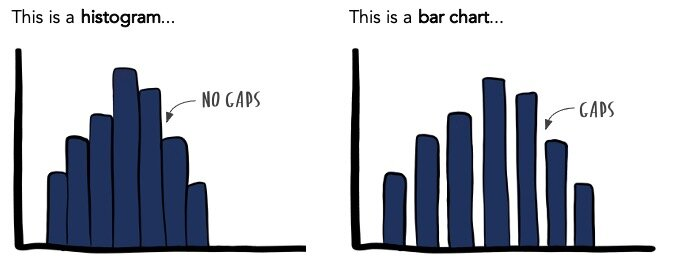 This is a histogram...
This is a bar chart...
NO GAPS
GAPS